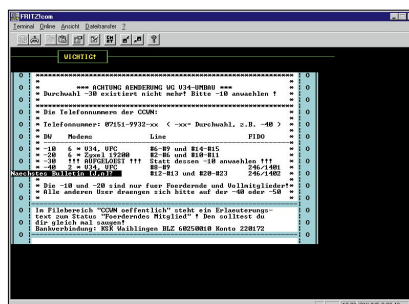 FRITZ!com
Terminal Online Ansicht Dateitransfer ?
WICHTIG!
*** ACHTUNG AENDERUNG WG V34-UMBAU ***
* Durchwahl -30 existiert nicht mehr! Bitte -10 anwaehlen !
* Die Telefonnummer der CCWN:
* Telefonnummer: 07151-9932-xx ( -xx= Durchwahl, z.B. -40 )
* DW Modems Line FIDO
* -10 6 * V34, VFC #6-#9 und #14-#15
* -20 6 * Zyxel 19200 #2-#6 und #10-#11
* -30 !!! AUFGELOEST !!! Statt dessen -10 anwaehlen !!!
* -40 2 * V34, VFC #8-#9 246/1401
Naechstes Bulletin [J,n]? #12-#13 und #20-#23 246/1402
* Die -10 und -20 sind nur fuer Foerdernde und Vollmitglieder!*
* Alle anderen User draengen sich bitte auf der -40 oder -50 *
Im Filebereich "CCWN oeffentlich" steht ein Erlaeuterungs-
text zum Status "Foerderndes Mitglied" ! Den solltest du
dir gleich mal saugen!
Bankverbindung: KSK Waiblingen BLZ 60250010 Konto 220172